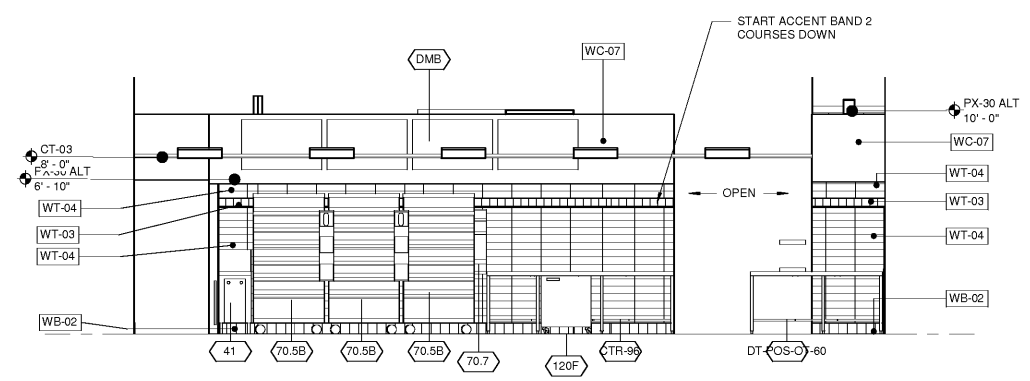 START ACCENT BAND 2
COURSES DOWN
WC-07
DMB
PX-30 ALT
10' - 0"
CT-03
8' - 0"
PX-30 ALT
6' - 10"
WC-07
WT-04
WT-03
WT-04
WB-02
WT-04
WT-03
WT-04
WB-02
OPEN
41
70.5B
70.5B
70.5B
70.7
120F
CTR-96
DT-POS-OT-60